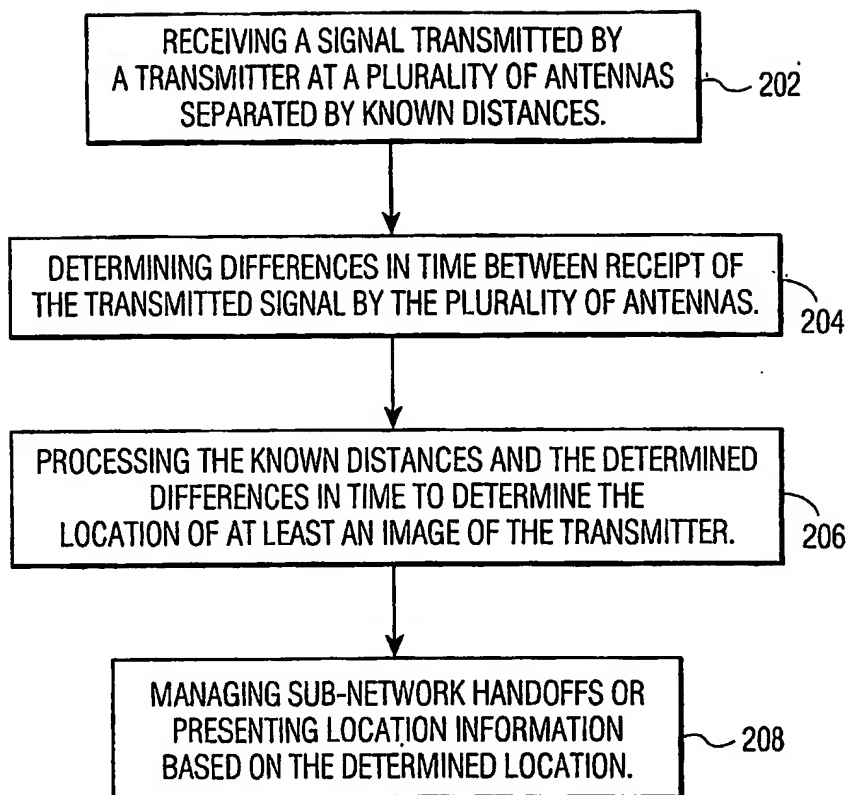 RECEIVING A SIGNAL TRANSMITTED BY
A TRANSMITTER AT A PLURALITY OF ANTENNAS
SEPARATED BY KNOWN DISTANCES.
202
DETERMINING DIFFERENCES IN TIME BETWEEN RECEIPT OF
THE TRANSMITTED SIGNAL BY THE PLURALITY OF ANTENNAS.
204
PROCESSING THE KNOWN DISTANCES AND THE DETERMINED
DIFFERENCES IN TIME TO DETERMINE THE
LOCATION OF AT LEAST AN IMAGE OF THE TRANSMITTER.
206
MANAGING SUB-NETWORK HANDOFFS OR
PRESENTING LOCATION INFORMATION
BASED ON THE DETERMINED LOCATION.
208